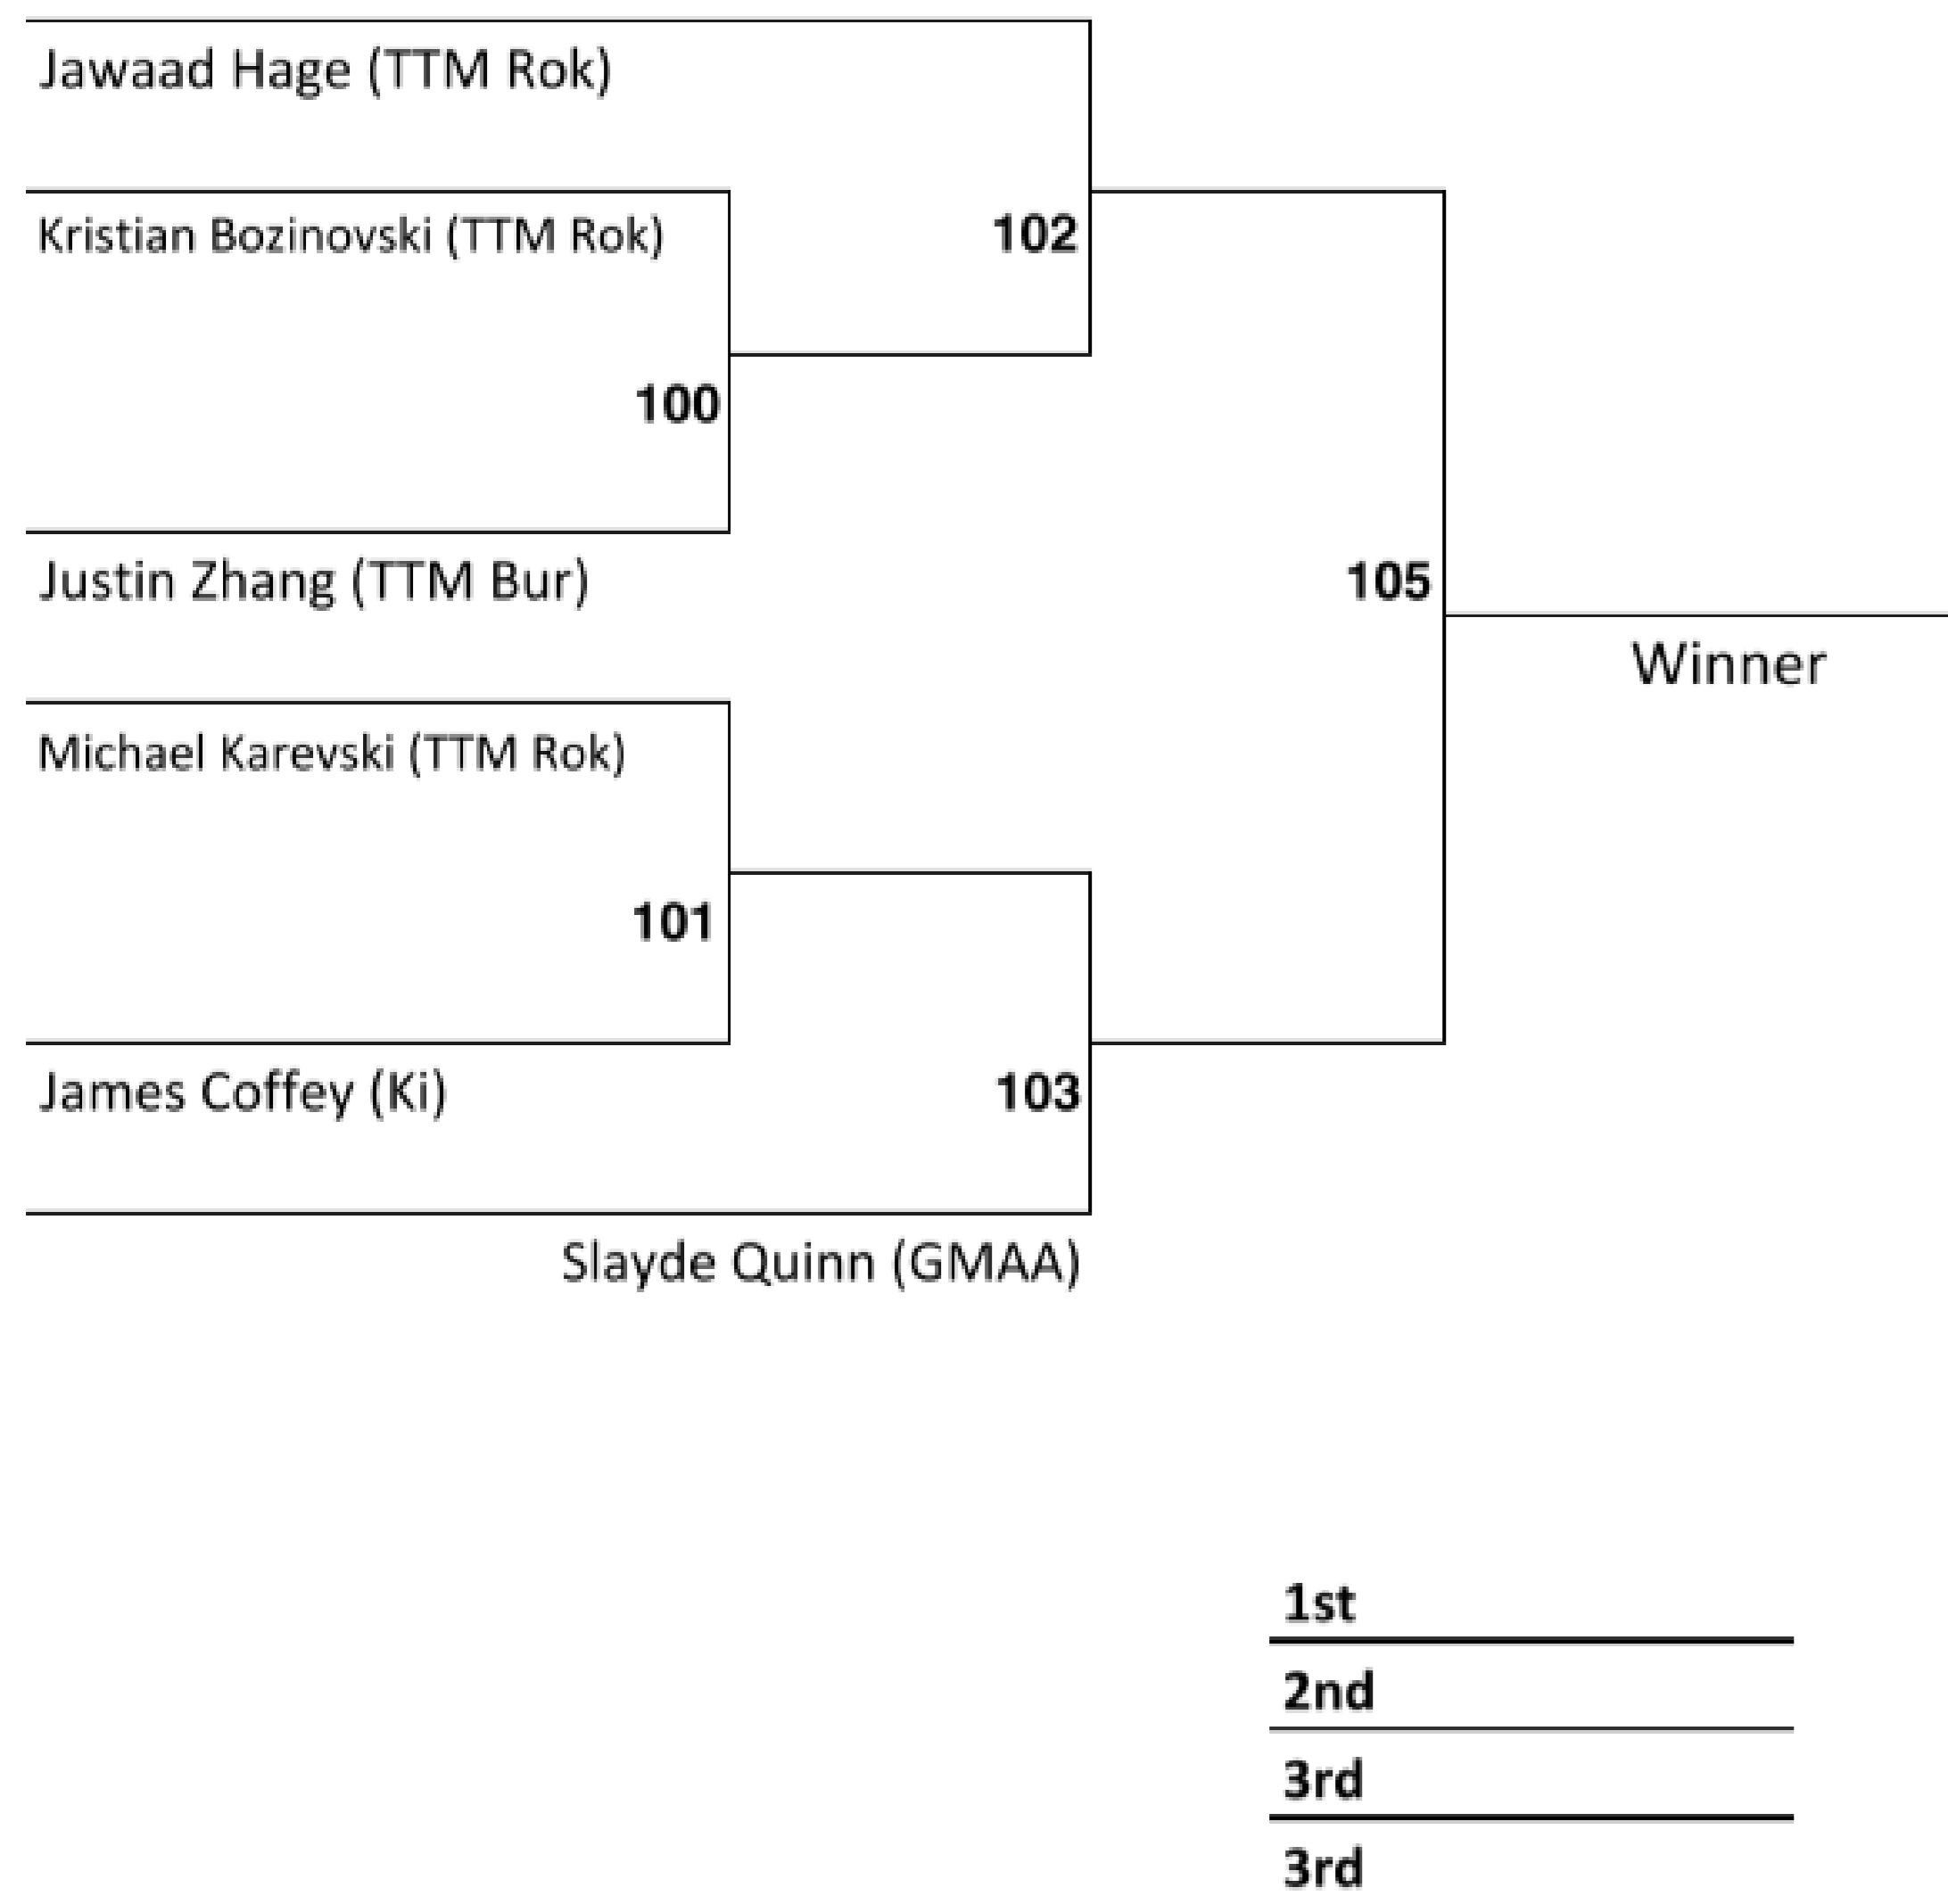 Jawaad Hage (TTM Rok)
Kristian Bozinovski (TTM Rok)
102
100
Justin Zhang (TTM Bur)
105
Winner
Michael Karevski (TTM Rok)
101
James Coffey (Ki)
103
Slayde Quinn (GMAA)
1st
2nd
3rd
3rd